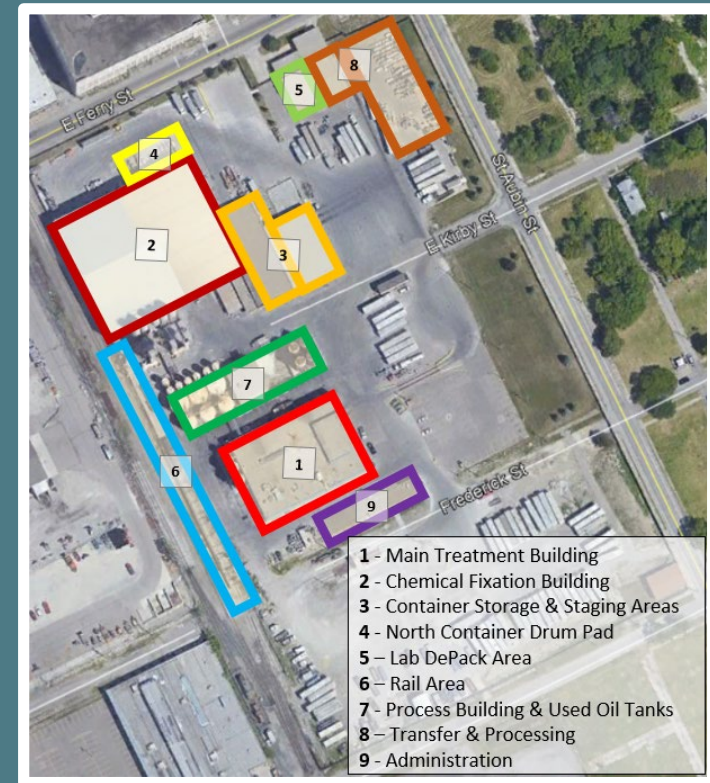 E Ferry St
8
5
4
St Aubin St
2
E Kirby St
3
7
1
6
Frederick St
9
1 - Main Treatment Building
2 - Chemical Fixation Building
3 - Container Storage & Staging Areas
4 - North Container Drum Pad
5 – Lab DePack Area
6 – Rail Area
7 - Process Building & Used Oil Tanks
8 – Transfer & Processing
9 - Administration